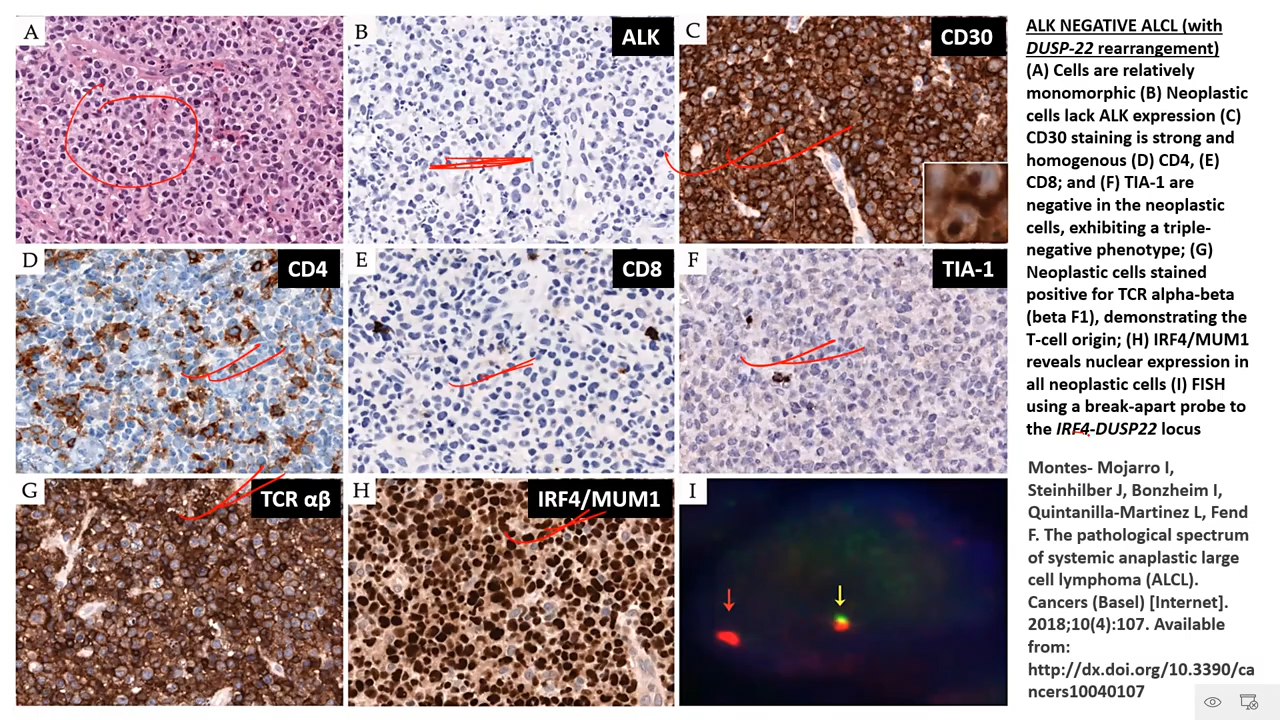 A
ALK
B
CD30
C
CD4
D
CD8
E
TIA-1
F
TCR αβ
G
IRF4/MUM1
H
I
ALK NEGATIVE ALCL (with
DUSP-22 rearrangement)
(A) Cells are relatively
monomorphic (B) Neoplastic
cells lack ALK expression (C)
CD30 staining is strong and
homogenous (D) CD4, (E)
CD8; and (F) TIA-1 are
negative in the neoplastic
cells, exhibiting a triple-
negative phenotype; (G)
Neoplastic cells stained
positive for TCR alpha-beta
(beta F1), demonstrating the
T-cell origin; (H) IRF4/MUM1
reveals nuclear expression in
all neoplastic cells (I) FISH
using a break-apart probe to
the IRF4-DUSP22 locus
Montes- Mojarro I,
Steinhilber J, Bonzheim I,
Quintanilla-Martinez L, Fend
F. The pathological spectrum
of systemic anaplastic large
cell lymphoma (ALCL).
Cancers (Basel) [Internet].
2018;10(4):107. Available
from:
http://dx.doi.org/10.3390/ca
ncers10040107